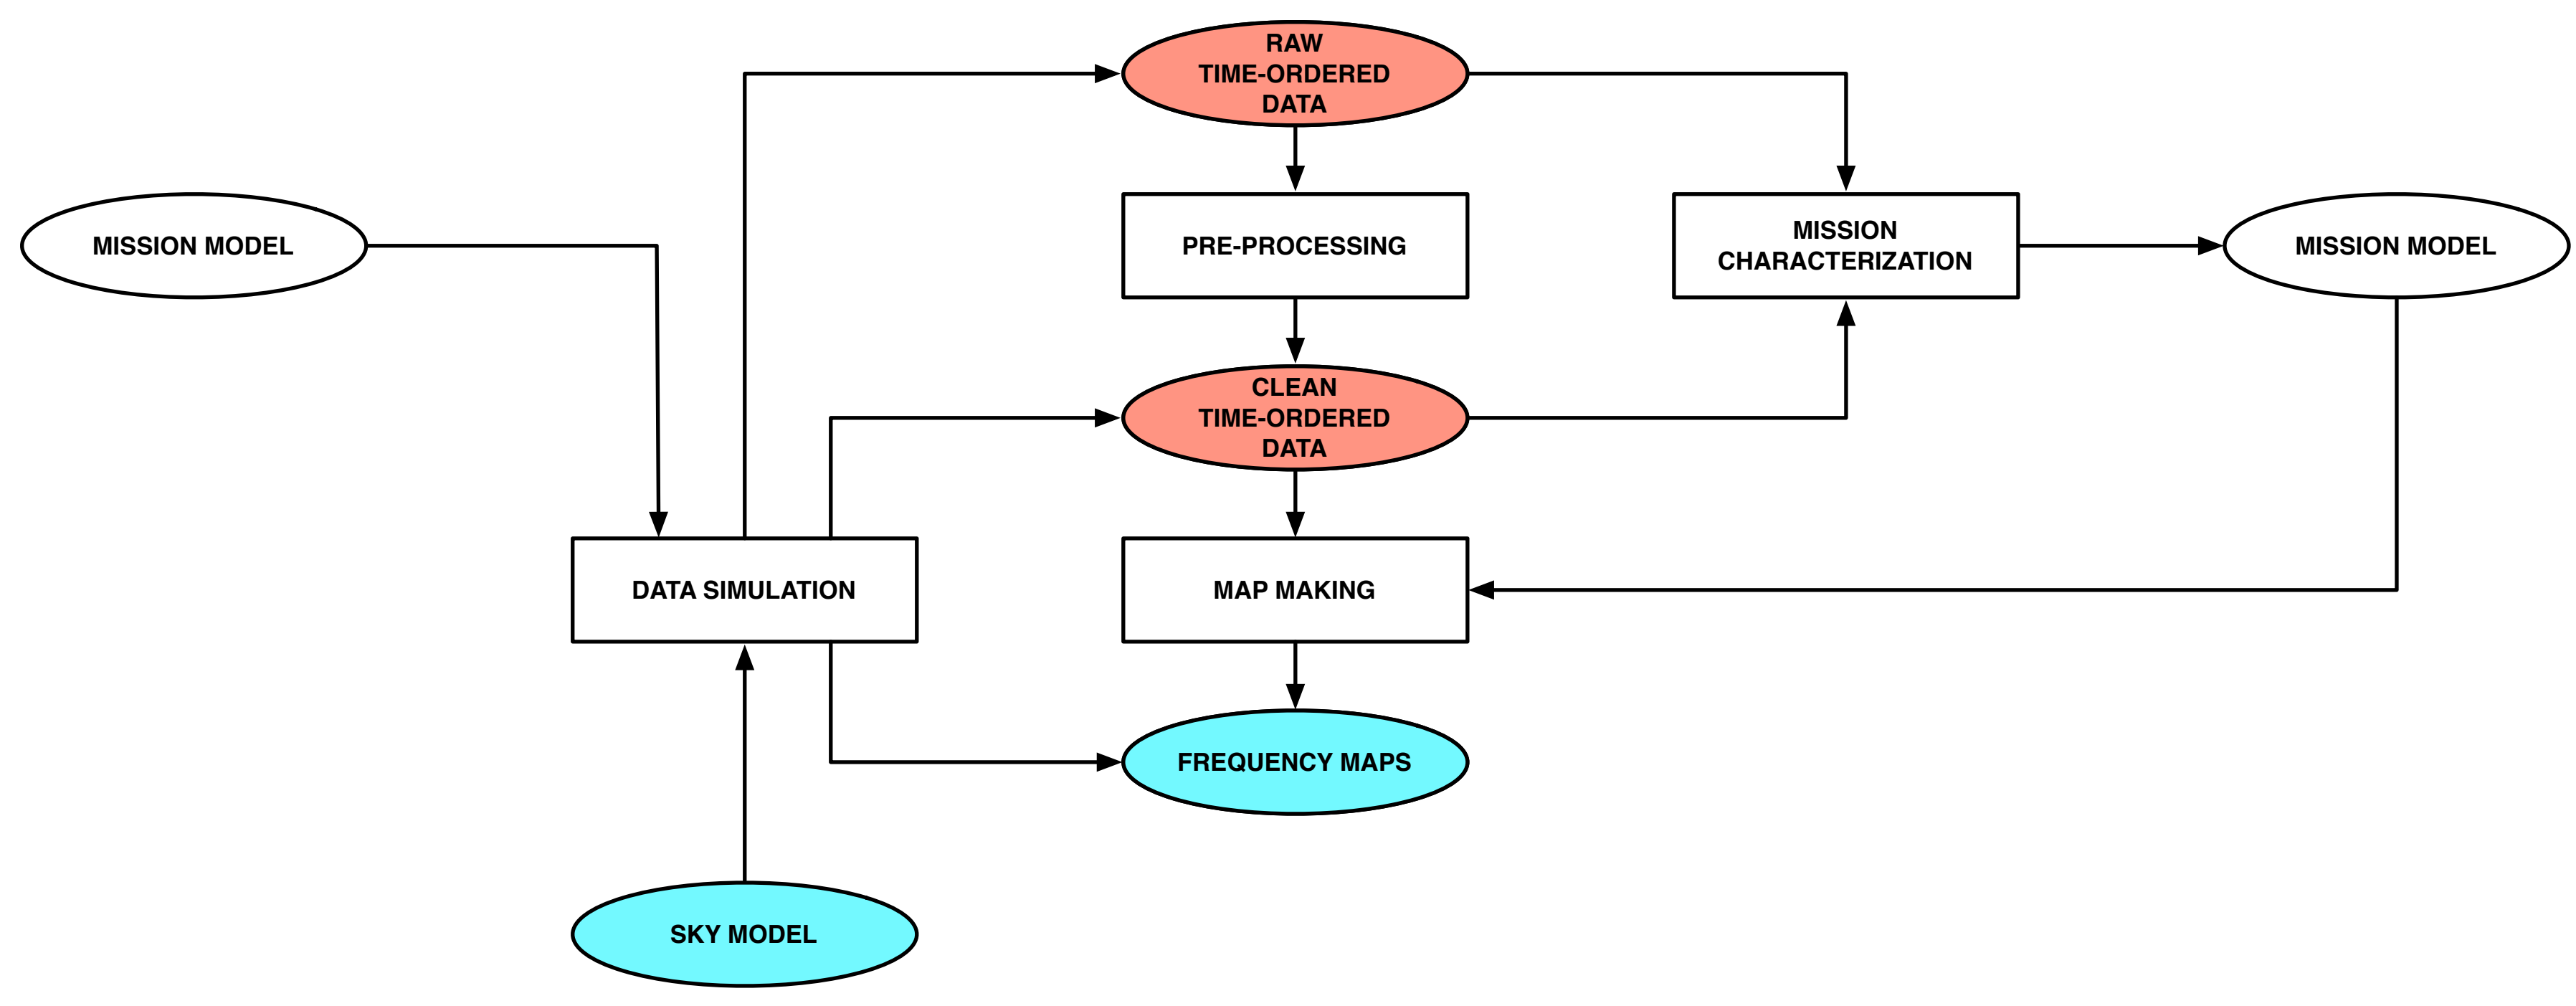 RAW
TIME-ORDERED
DATA
MISSION MODEL
PRE-PROCESSING
MISSION
CHARACTERIZATION
MISSION MODEL
CLEAN
TIME-ORDERED
DATA
DATA SIMULATION
MAP MAKING
FREQUENCY MAPS
SKY MODEL